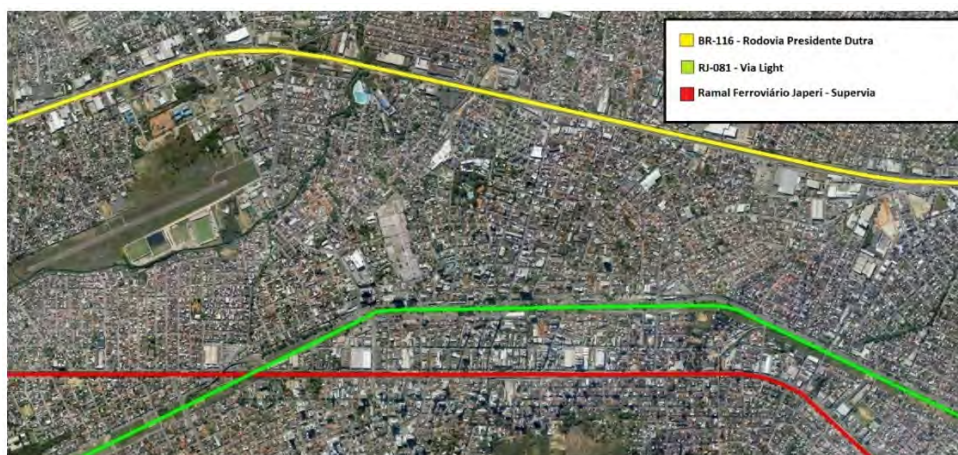 BR-116 - Rodovia Presidente Dutra
RJ-081 - Via Light
Ramal Ferroviário Japeri - Supervia